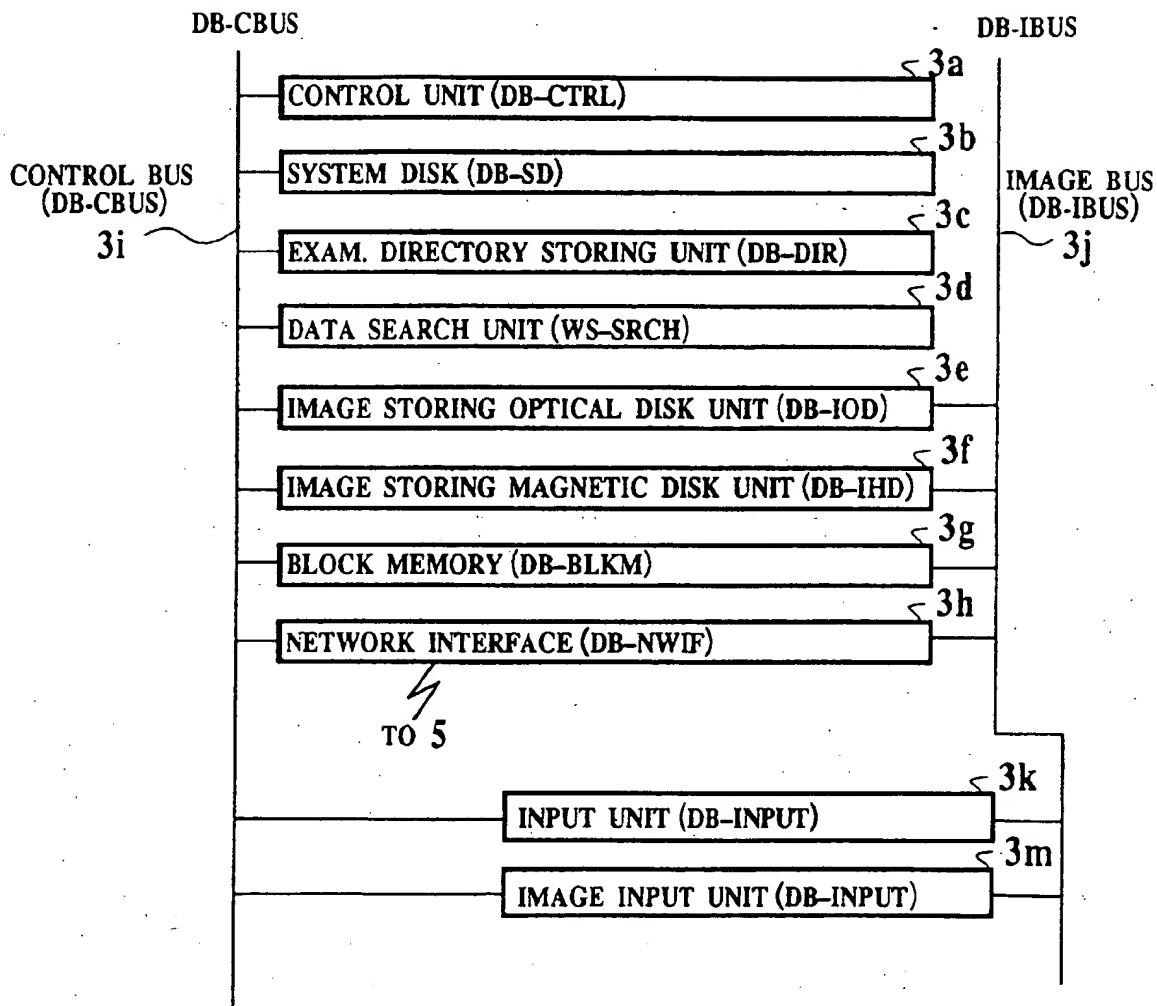 DB-CBUS
DB-IBUS
3a
CONTROL UNIT (DB-CTRL)
3b
SYSTEM DISK (DB-SD)
CONTROL BUS
(DB-CBUS)
3i
IMAGE BUS
(DB-IBUS)
3j
3c
EXAM. DIRECTORY STORING UNIT (DB-DIR)
3d
DATA SEARCH UNIT (WS-SRCH)
3e
IMAGE STORING OPTICAL DISK UNIT (DB-IOD)
3f
IMAGE STORING MAGNETIC DISK UNIT (DB-IHD)
3g
BLOCK MEMORY (DB-BLKM)
3h
NETWORK INTERFACE (DB-NWIF)
TO 5
3k
INPUT UNIT (DB-INPUT)
3m
IMAGE INPUT UNIT (DB-INPUT)